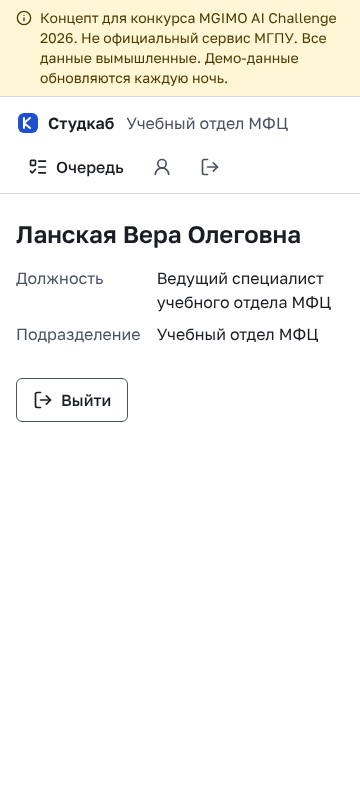 Концепт для конкурса MGIMO AI Challenge
2026. Не официальный сервис МГПУ. Все
данные вымышленные. Демо-данные
обновляются каждую ночь.
Студкаб Учебный отдел МФЦ
Очередь
Ланская Вера Олеговна
Должность Ведущий специалист
учебного отдела МФЦ
Подразделение Учебный отдел МФЦ
Выйти